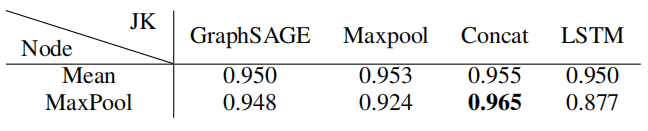 JK
Node
GraphSAGE Maxpool Concat LSTM
Mean 0.950 0.953 0.955 0.950
MaxPool 0.948 0.924 0.965 0.877